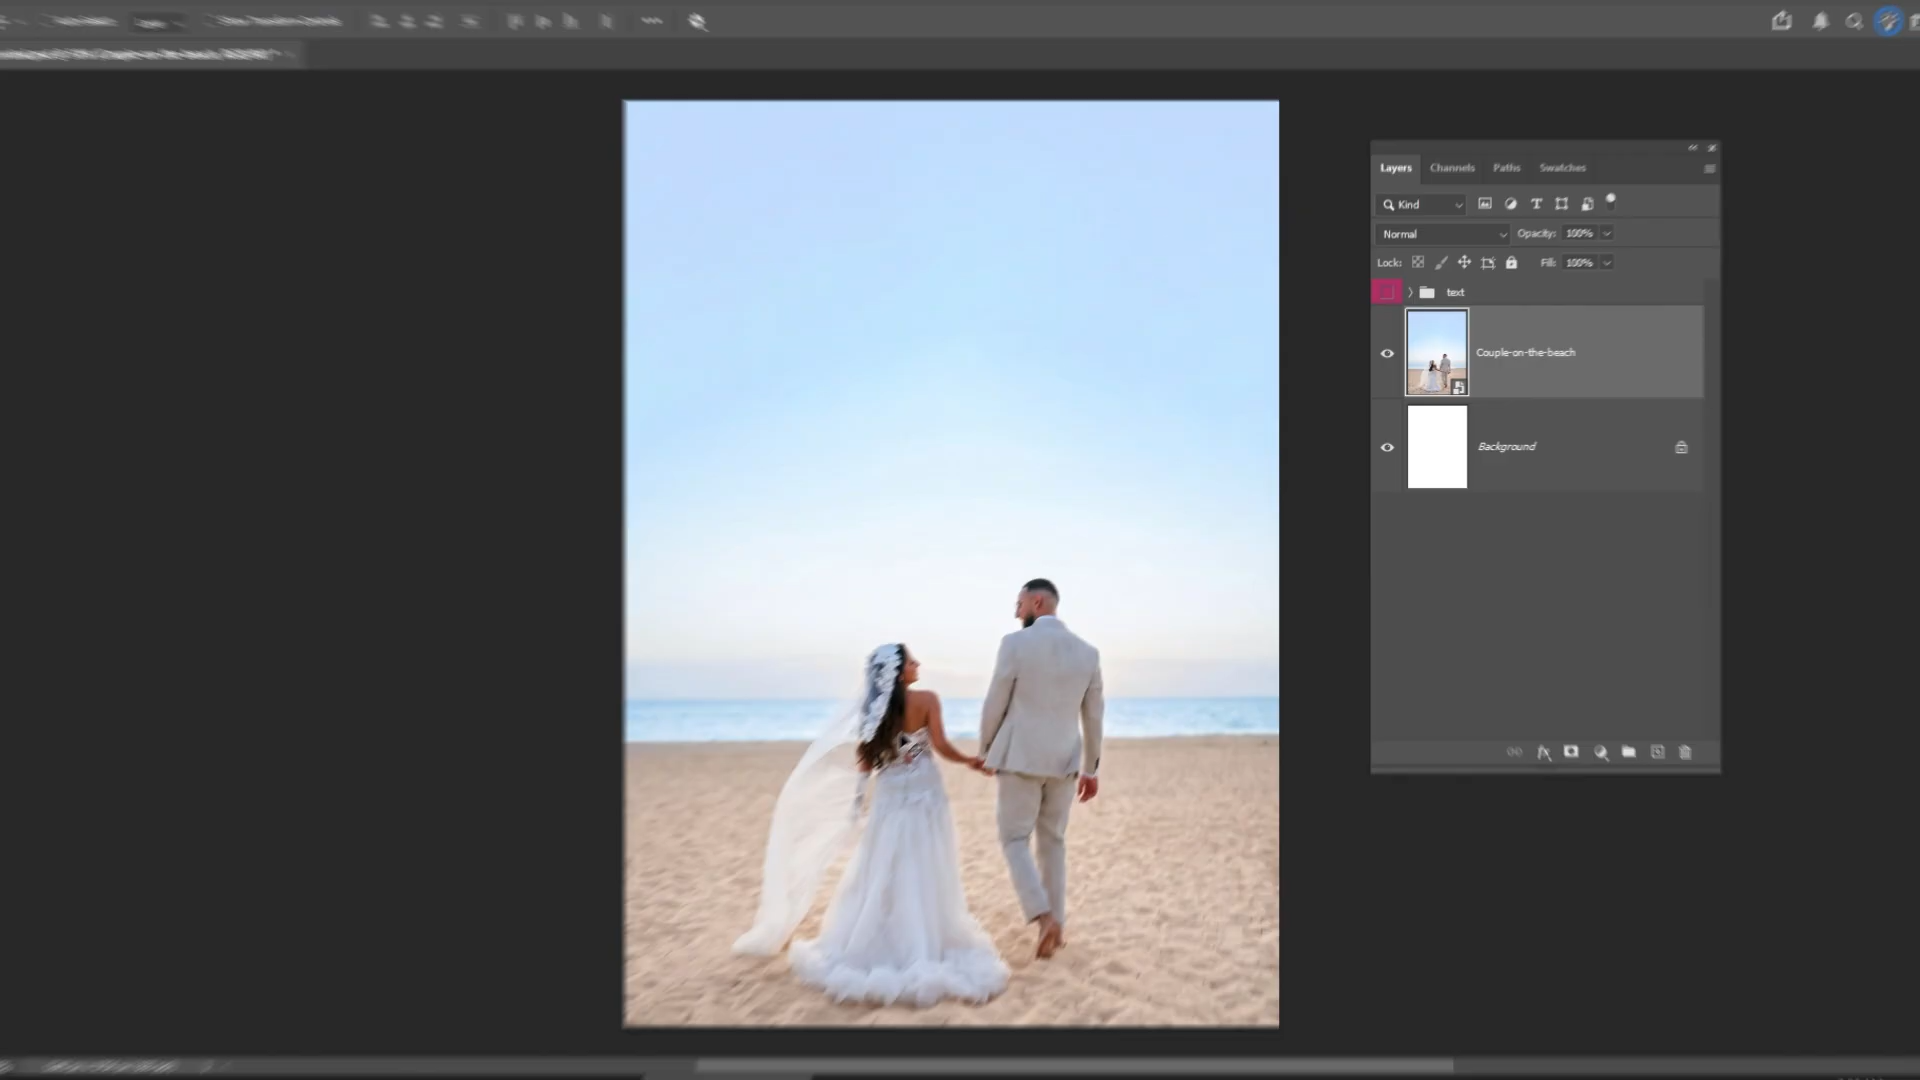 Layers Channels Paths Swatches
Kind
Normal Opacity: 100%
Lock: Fill: 100%
text
Couple-on-the-beach
Background